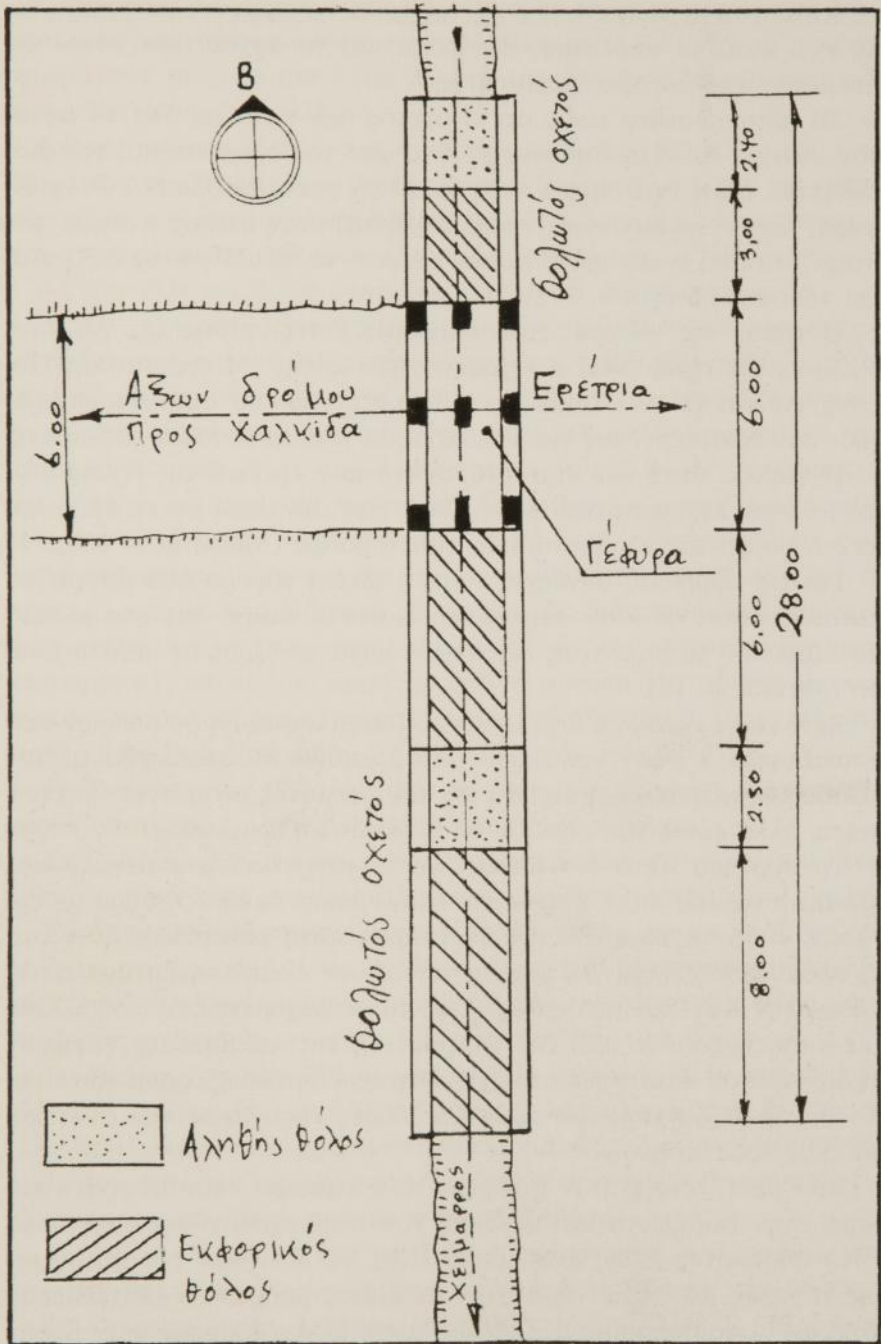 Β
θολωτός οχετός
2.40
3,00
6.00
6.00
2.50
8.00
28.00
6.00
Αξων δρόμου
προς Χαλκίδα
Ερέτρια
Γέφυρα
θολωτός οχετός
Αληθής θόλος
Εκφορικός
θόλος
Χείμαρρος